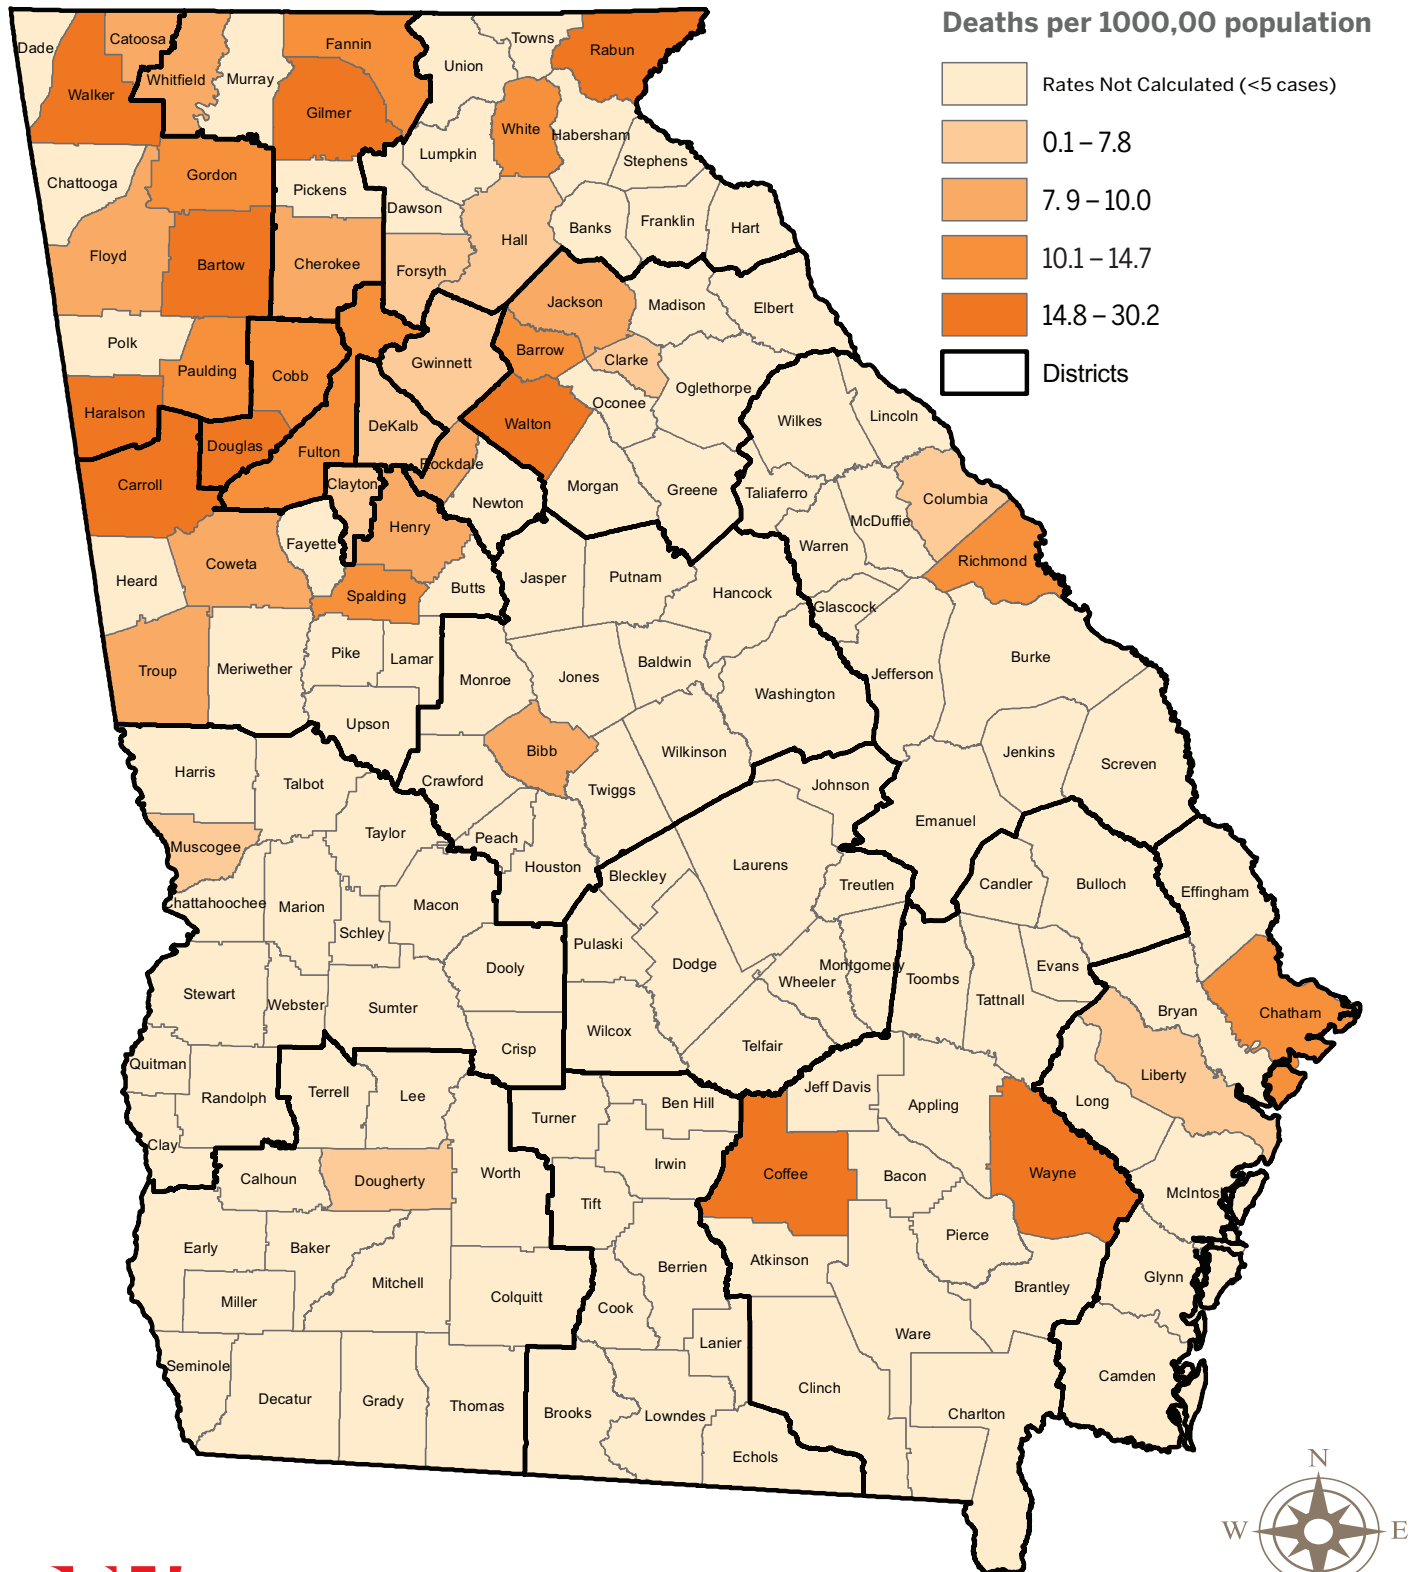 Deaths per 1000,00 population
Rates Not Calculated (<5 cases)
0.1 – 7.8
7. 9 – 10.0
10.1 – 14.7
14.8 – 30.2
Districts
Dade
Catoosa
Walker
Whitfield
Murray
Fannin
Gilmer
Union
Towns
Rabun
White
Habersham
Lumpkin
Stephens
Chattooga
Gordon
Pickens
Dawson
Banks
Franklin
Hart
Floyd
Bartow
Cherokee
Forsyth
Hall
Jackson
Madison
Elbert
Polk
Paulding
Cobb
Gwinnett
Barrow
Clarke
Oglethorpe
Oconee
Haralson
Douglas
Fulton
DeKalb
Walton
Wilkes
Lincoln
Carroll
Clayton
Rockdale
Newton
Morgan
Greene
Taliaferro
Columbia
McDuffie
Henry
Fayette
Coweta
Heard
Spalding
Butts
Jasper
Putnam
Hancock
Warren
Richmond
Glascock
Troup
Meriwether
Pike
Lamar
Monroe
Jones
Baldwin
Washington
Jefferson
Burke
Upson
Bibb
Wilkinson
Jenkins
Screven
Harris
Talbot
Crawford
Twiggs
Johnson
Emanuel
Muscogee
Taylor
Peach
Houston
Bleckley
Laurens
Treutlen
Candler
Bulloch
Effingham
Chattahoochee
Marion
Macon
Schley
Pulaski
Dodge
Wheeler
Montgomery
Toombs
Tattnall
Evans
Dooly
Stewart
Webster
Sumter
Crisp
Wilcox
Telfair
Bryan
Chatham
Quitman
Randolph
Terrell
Lee
Turner
Ben Hill
Jeff Davis
Appling
Long
Liberty
Clay
Calhoun
Dougherty
Worth
Irwin
Tift
Coffee
Bacon
Wayne
McIntosh
Early
Baker
Mitchell
Miller
Colquitt
Cook
Berrien
Atkinson
Pierce
Brantley
Glynn
Lanier
Ware
Clinch
Charlton
Camden
Seminole
Decatur
Grady
Thomas
Brooks
Lowndes
Echols
N
W
E